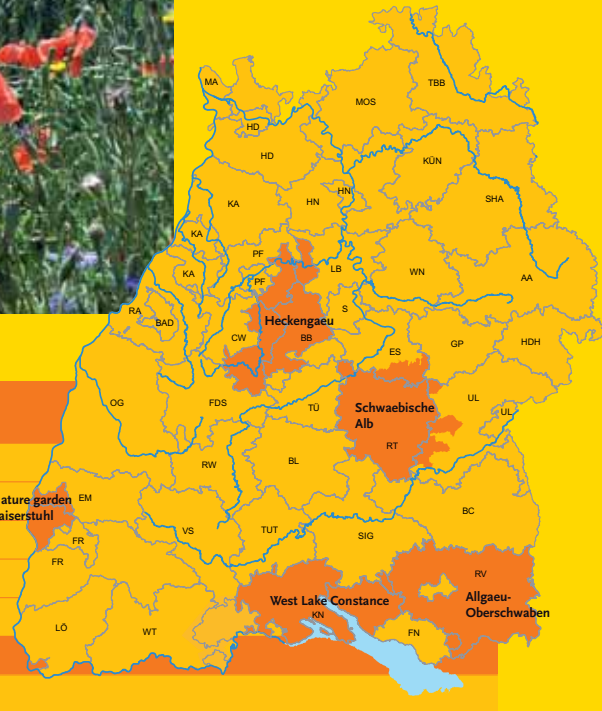 MA
TBB
MOS
HD
HD
KÜN
HN
KA
HN
SHA
KA
PF
LB
WN
KA
PF
AA
RA
S
BAD
Heckengaeu
CW
BB
ES
GP
HDH
OG
FDS
TÜ
Schwaebische
Alb
UL
UL
RT
RW
BL
ature garden
aiserstuhl
EM
BC
VS
TUT
SIG
FR
FR
RV
West Lake Constance
KN
Allgaeu-
Oberschwaben
LÖ
WT
FN